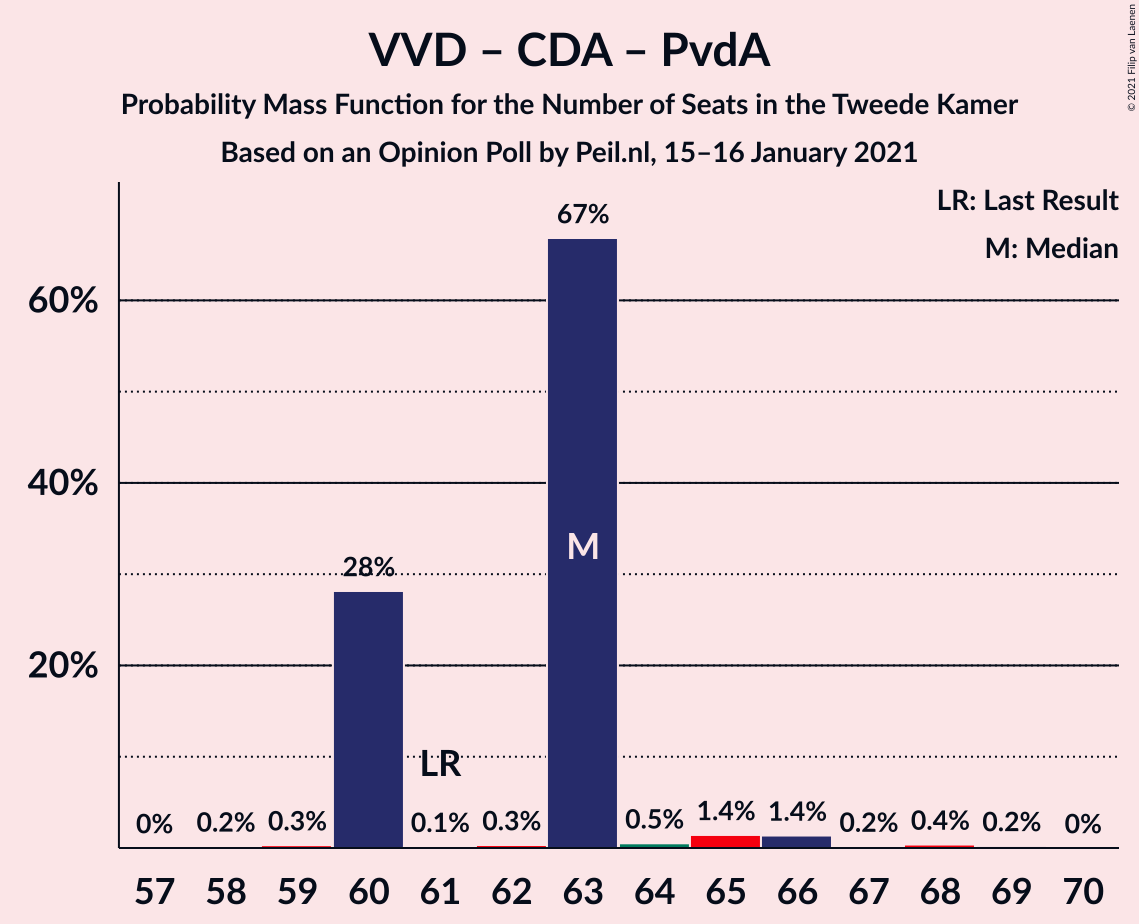 VVD – CDA – PvdA
Probability Mass Function for the Number of Seats in the Tweede Kamer
Based on an Opinion Poll by Peil.nl, 15–16 January 2021
© 2021 Filip van Laenen
LR: Last Result
M: Median
60%
40%
20%
0%
0.2%
0.3%
28%
LR
0.1%
0.3%
67%
M
0.5%
1.4%
1.4%
0.2%
0.4%
0.2%
0%
57 58 59 60 61 62 63 64 65 66 67 68 69 70